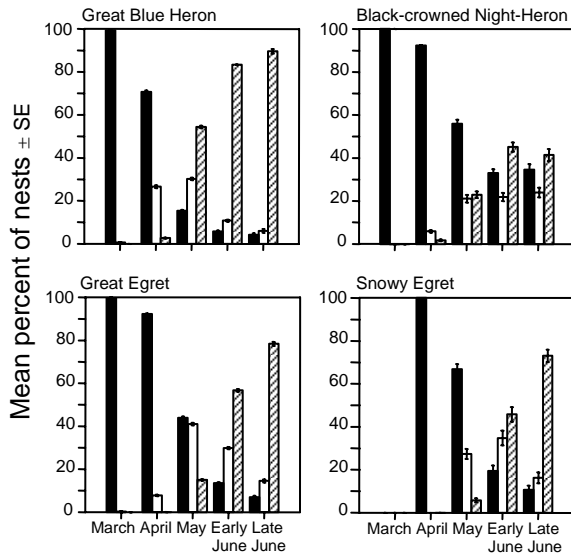 Great Blue Heron
Black-crowned Night-Heron
100
80
60
40
20
0
100
80
60
40
20
0
Great Egret
Snowy Egret
100
80
60
40
20
0
100
80
60
40
20
0
Mean percent of nests ± SE
March April May Early Late
June June
March April May Early Late
June June